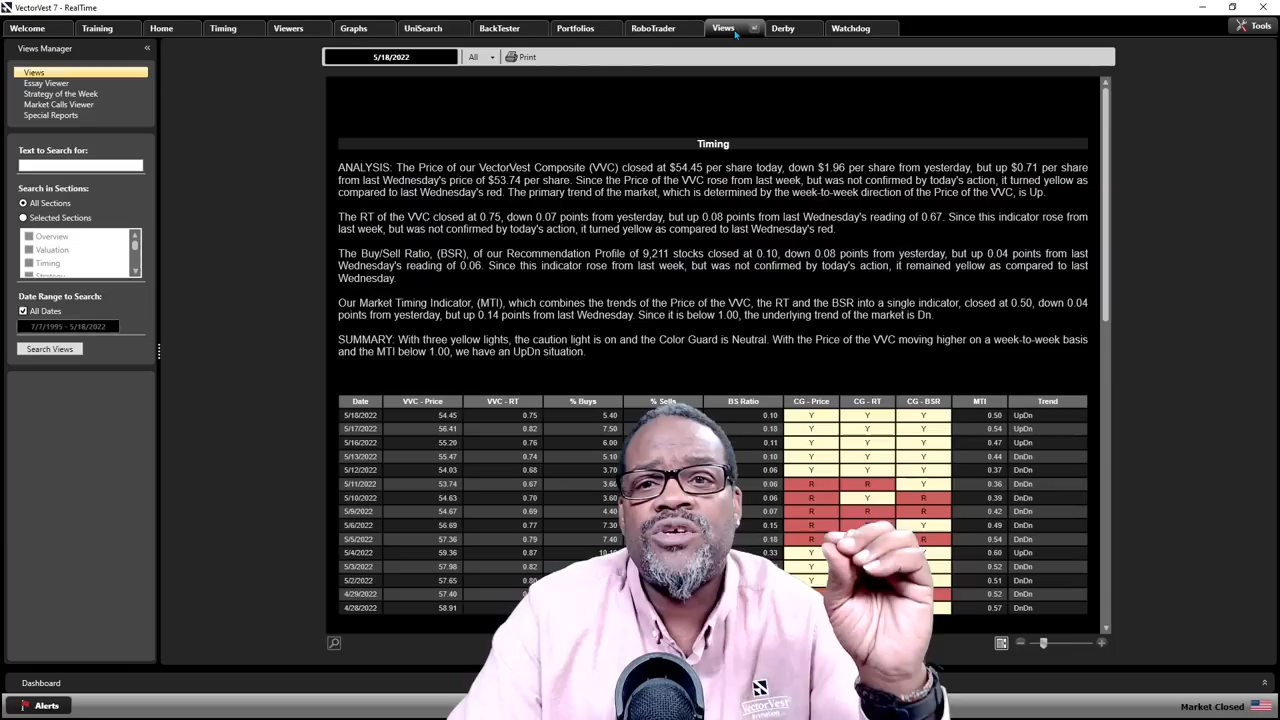 VectorVest 7 - RealTime
Welcome Training Home Timing Viewers Graphs UniSearch BackTester Portfolios RoboTrader Views Derby Watchdog Tools
Views Manager
Views
Essay Viewer
Strategy of the Week
Market Calls Viewer
Special Reports
Text to Search for:
Search in Sections:
All Sections
Selected Sections
Overview
Valuation
Timing
Date Range to Search:
All Dates
7/7/1995 - 5/18/2022
Search Views
5/18/2022 All Print
Timing
ANALYSIS: The Price of our VectorVest Composite (VVC) closed at $54.45 per share today, down $1.96 per share from yesterday, but up $0.71 per share
from last Wednesday's price of $53.74 per share. Since the Price of the VVC rose from last week, but was not confirmed by today's action, it turned yellow as
compared to last Wednesday's red. The primary trend of the market, which is determined by the week-to-week direction of the Price of the VVC, is Up.
The RT of the VVC closed at 0.75, down 0.07 points from yesterday, but up 0.08 points from last Wednesday's reading of 0.67. Since this indicator rose from
last week, but was not confirmed by today's action, it turned yellow as compared to last Wednesday's red.
The Buy/Sell Ratio, (BSR), of our Recommendation Profile of 9,211 stocks closed at 0.10, down 0.08 points from yesterday, but up 0.04 points from last
Wednesday's reading of 0.06. Since this indicator rose from last week, but was not confirmed by today's action, it remained yellow as compared to last
Wednesday.
Our Market Timing Indicator, (MTI), which combines the trends of the Price of the VVC, the RT and the BSR into a single indicator, closed at 0.50, down 0.04
points from yesterday, but up 0.14 points from last Wednesday. Since it is below 1.00, the underlying trend of the market is Dn.
SUMMARY: With three yellow lights, the caution light is on and the Color Guard is Neutral. With the Price of the VVC moving higher on a week-to-week basis
and the MTI below 1.00, we have an UpDn situation.
Date VVC - Price VVC - RT % Buys % Sells BS Ratio CG - Price CG - RT CG - BSR MTI Trend
5/18/2022 54.45 0.75 5.40 0.10 Y Y Y 0.50 UpDn
5/17/2022 56.41 0.82 7.50 0.18 Y Y Y 0.54 UpDn
5/16/2022 55.20 0.76 6.00 0.11 Y Y Y 0.47 UpDn
5/13/2022 55.47 0.74 5.10 0.10 Y Y Y 0.44 DnDn
5/12/2022 54.03 0.68 3.70 0.06 Y Y Y 0.37 DnDn
5/11/2022 53.74 0.67 3.60 0.06 R R Y 0.36 DnDn
5/10/2022 54.63 0.70 3.60 0.06 R Y R 0.39 DnDn
5/9/2022 54.67 0.69 4.40 0.07 R R R 0.42 DnDn
5/6/2022 56.69 0.77 7.30 0.15 R Y 0.49 DnDn
5/5/2022 57.36 0.79 7.40 0.18 R R 0.54 DnDn
5/4/2022 59.36 0.87 0.33 Y Y 0.60 UpDn
5/3/2022 57.98 0.82 Y 0.52 DnDn
5/2/2022 57.65 0.80 Y 0.51 DnDn
4/29/2022 57.40 0.52 DnDn
4/28/2022 58.91 0.57 DnDn
VectorVest
Dashboard
Alerts Market Closed